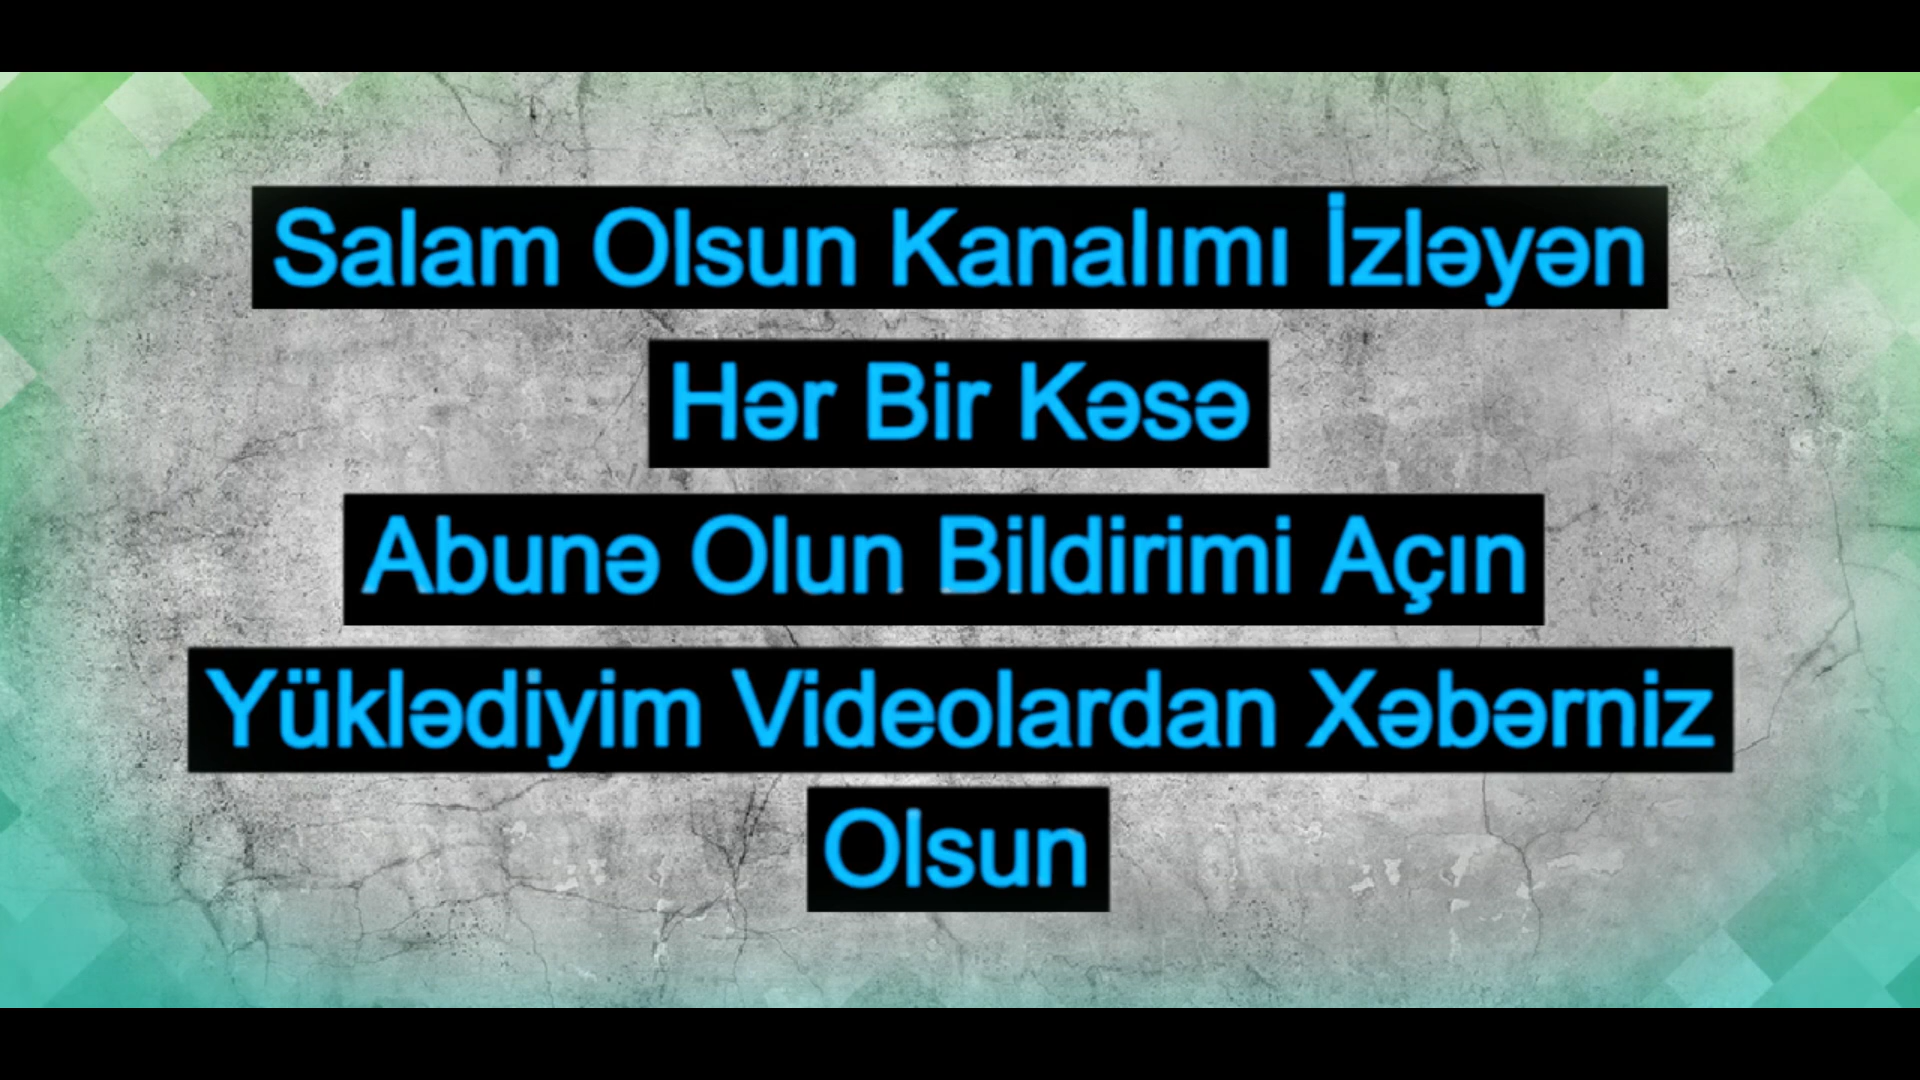 Salam Olsun Kanalımı İzləyən
Hər Bir Kəsə
Abunə Olun Bildirimi Açın
Yüklədiyim Videolardan Xəbərniz
Olsun